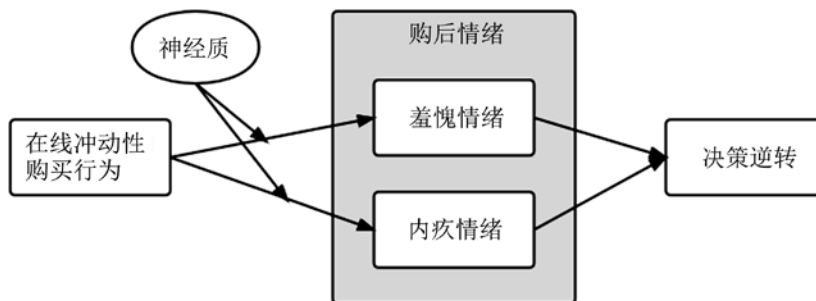 神经质
购后情绪
羞愧情绪
在线冲动性
购买行为
决策逆转
内疚情绪